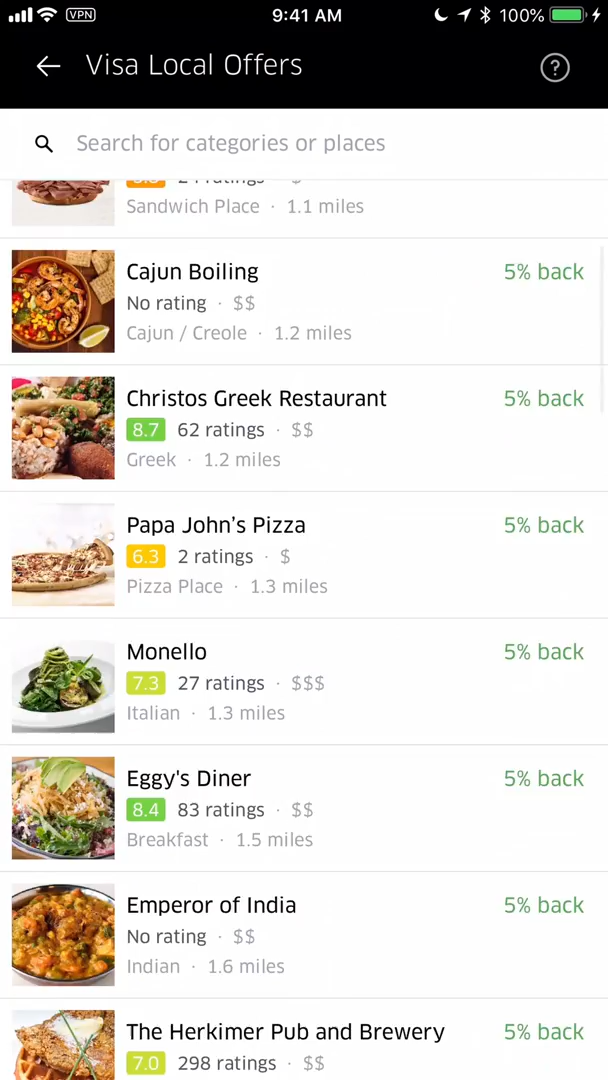 VPN 9:41 AM 100%
Visa Local Offers ?
Search for categories or places
ratings · $
Sandwich Place · 1.1 miles
Cajun Boiling 5% back
No rating · $$
Cajun / Creole · 1.2 miles
Christos Greek Restaurant 5% back
8.7 62 ratings · $$
Greek · 1.2 miles
Papa John’s Pizza 5% back
6.3 2 ratings · $
Pizza Place · 1.3 miles
Monello 5% back
7.3 27 ratings · $$$
Italian · 1.3 miles
Eggy's Diner 5% back
8.4 83 ratings · $$
Breakfast · 1.5 miles
Emperor of India 5% back
No rating · $$
Indian · 1.6 miles
The Herkimer Pub and Brewery 5% back
7.0 298 ratings · $$